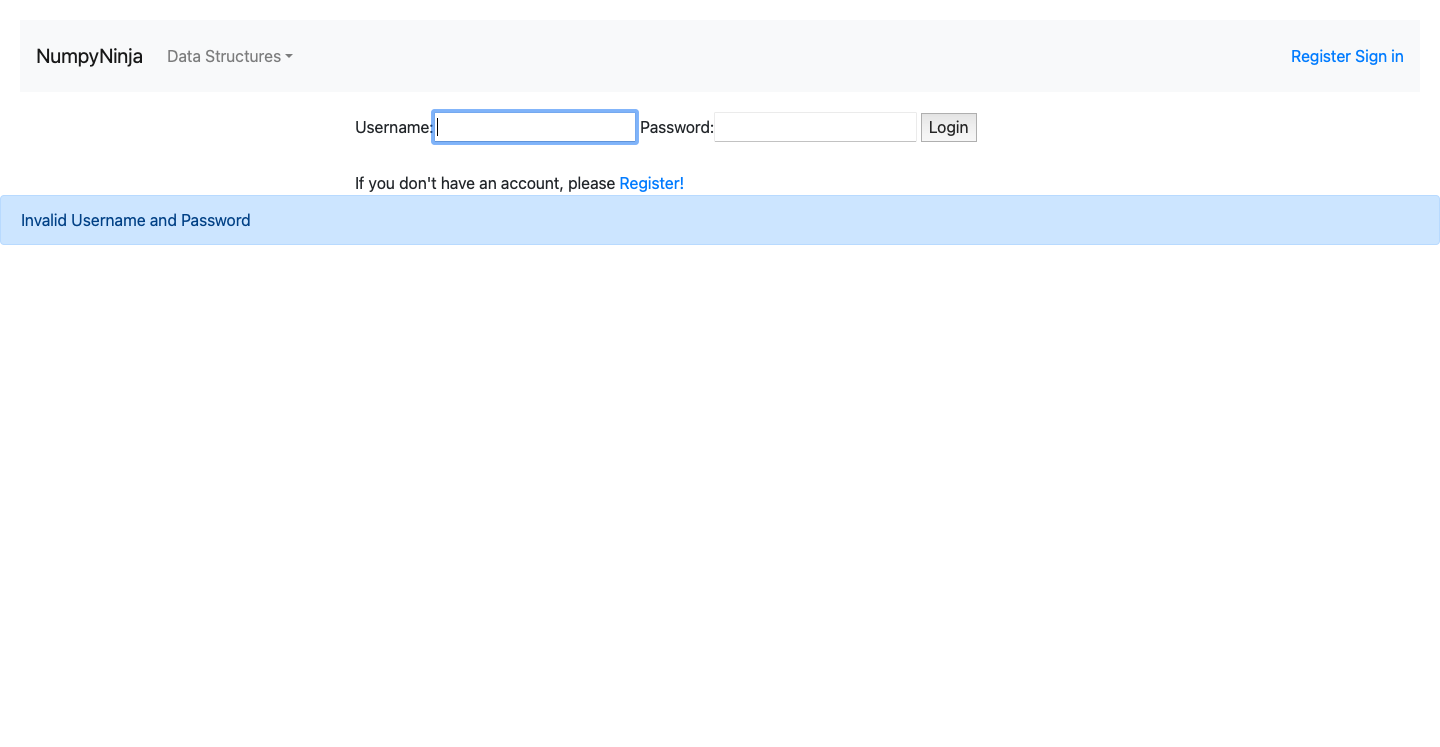 NumpyNinja Data Structures Register Sign in
Username: Password: Login
If you don't have an account, please Register!
Invalid Username and Password